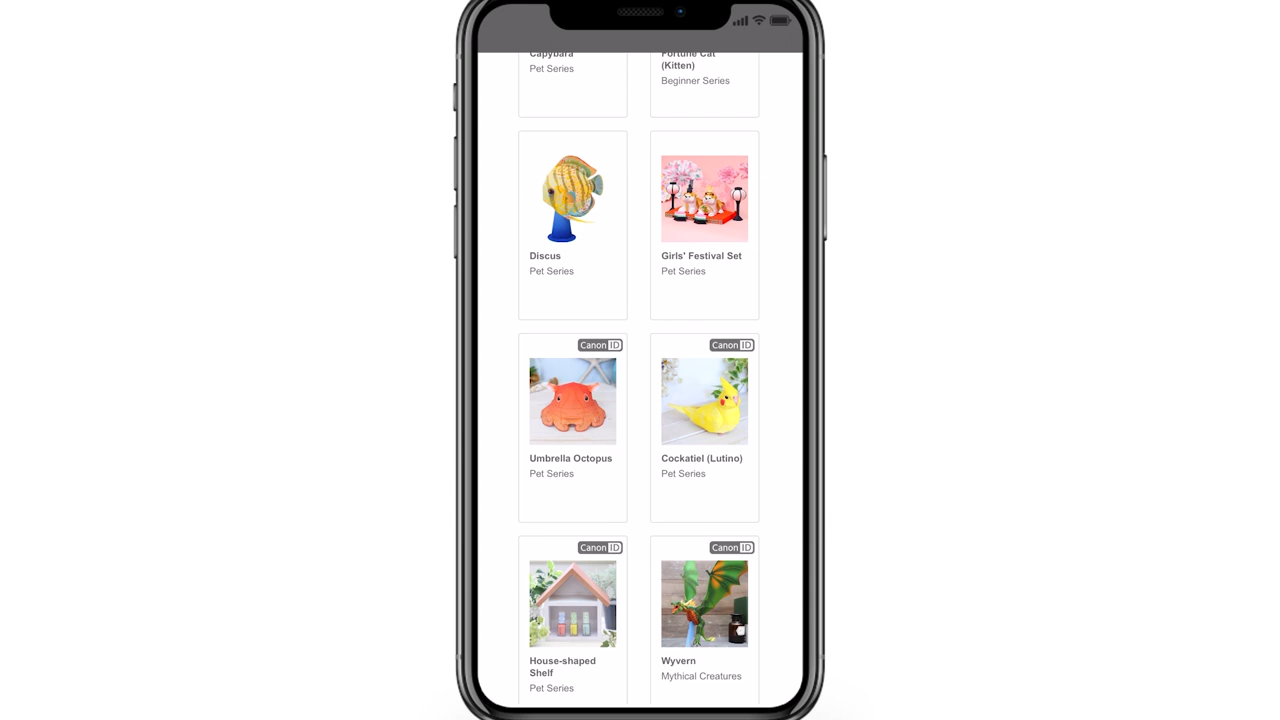 Capybara
Pet Series
Fortune Cat
(Kitten)
Beginner Series
Discus
Pet Series
Girls' Festival Set
Pet Series
Canon ID
Umbrella Octopus
Pet Series
Canon ID
Cockatiel (Lutino)
Pet Series
Canon ID
House-shaped
Shelf
Pet Series
Canon ID
Wyvern
Mythical Creatures